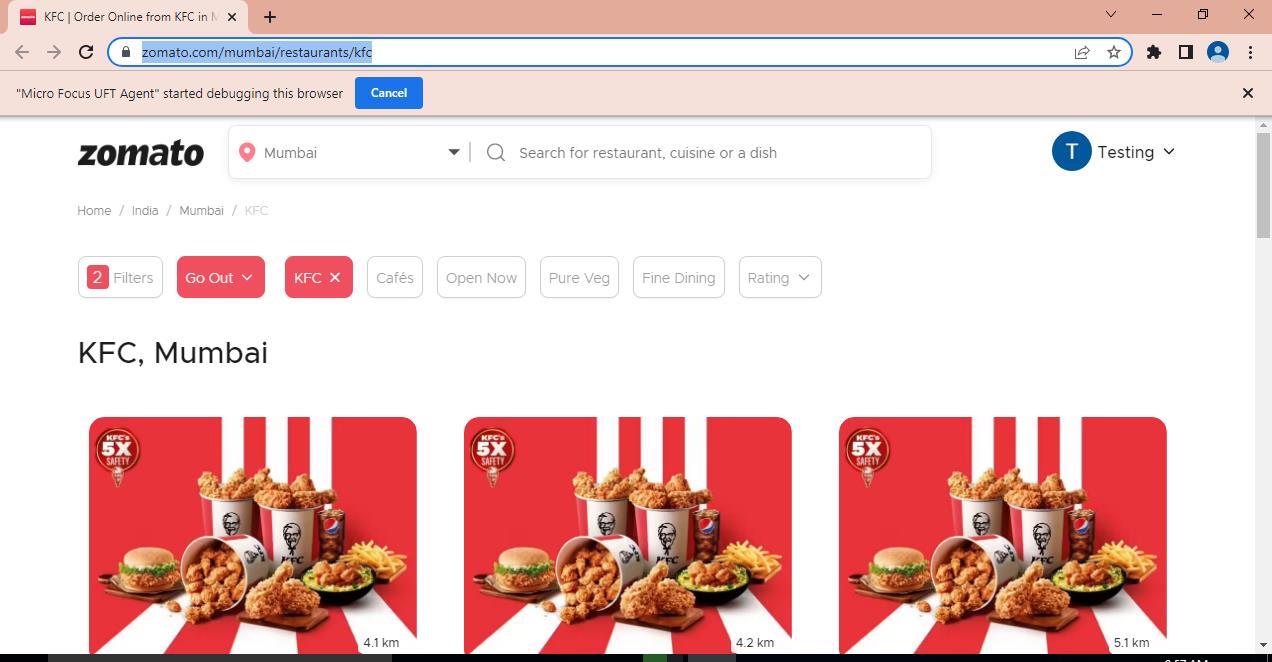 KFC | Order Online from KFC in M
zomato.com/mumbai/restaurants/kfc
"Micro Focus UFT Agent" started debugging this browser Cancel
zomato Mumbai Search for restaurant, cuisine or a dish T Testing
Home / India / Mumbai / KFC
2 Filters Go Out KFC Cafés Open Now Pure Veg Fine Dining Rating
KFC, Mumbai
KFC's 5X SAFETY
KFC
4.1 km
KFC's 5X SAFETY
KFC
4.2 km
KFC's 5X SAFETY
KFC
5.1 km